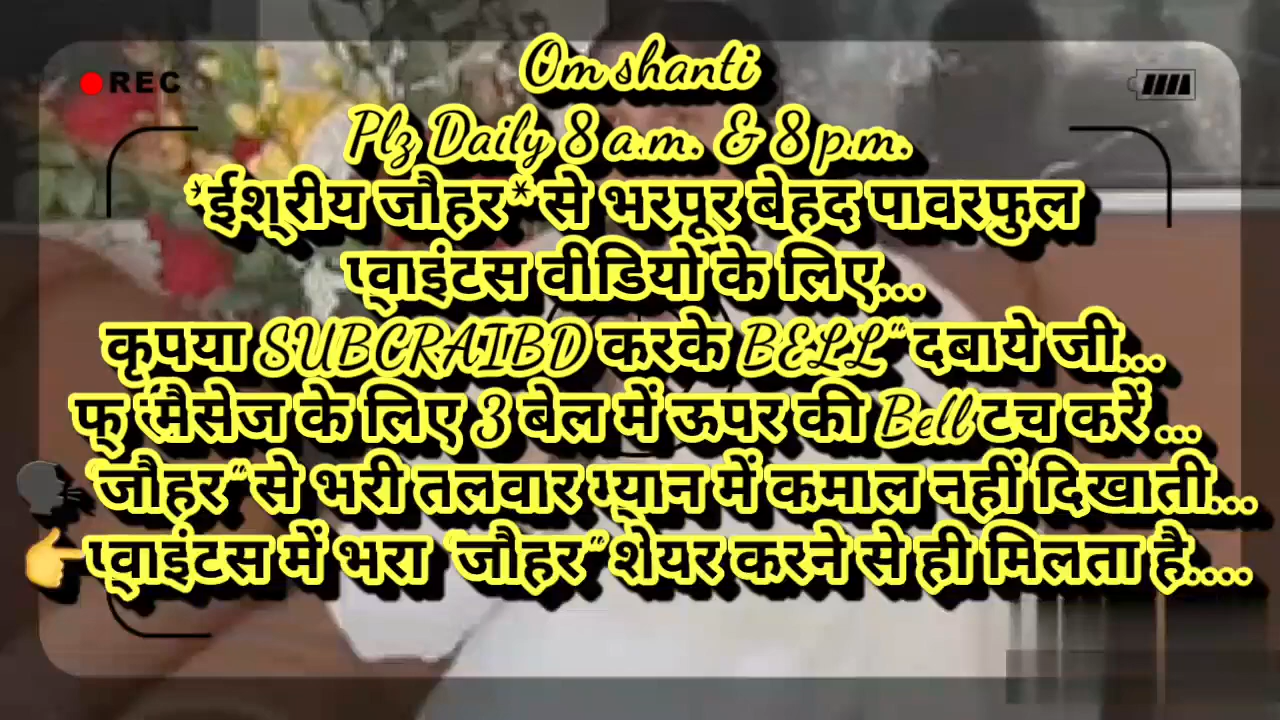 REC
Om shanti
Plz Daily 8 a.m. & 8 p.m.
*ईश्रीय जौहर* से भरपूर बेहद पावरफुल
प्वाइंटस वीडियो के लिए...
कृपया SUBCRAIBD करके BELL" दबाये जी...
मैसेज के लिए 3 बेल में ऊपर की Bell टच करें ...
"जौहर" से भरी तलवार म्यान में कमाल नहीं दिखाती...
प्वाइंटस में भरा "जौहर" शेयर करने से ही मिलता है....